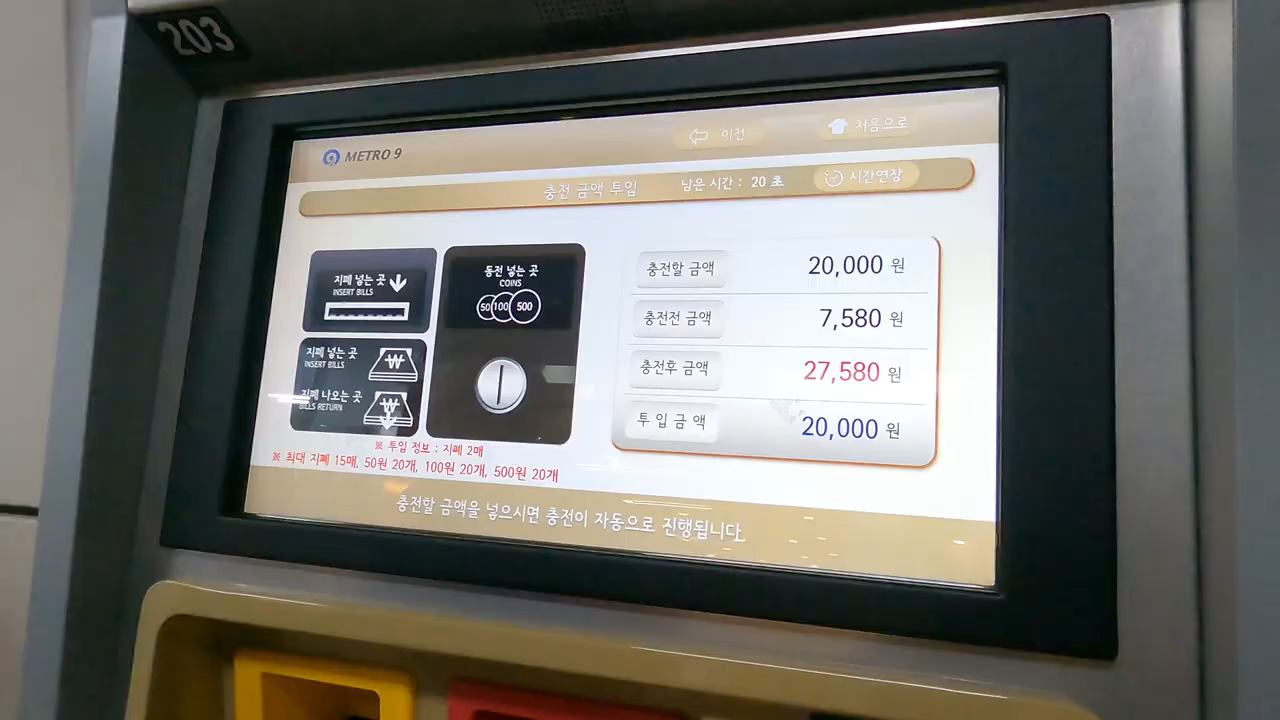 203
METRO 9
이전
처음으로
충전 금액 투입
남은 시간 : 20 초
시간연장
지폐 넣는 곳
INSERT BILLS
동전 넣는 곳
COINS
50 100 500
지폐 넣는 곳
INSERT BILLS
지폐 나오는 곳
BILLS RETURN
충전할 금액 20,000 원
충전전 금액 7,580 원
충전후 금액 27,580 원
투 입 금 액 20,000 원
※ 투입 정보 : 지폐 2매
※ 최대 지폐 15매, 50원 20개, 100원 20개, 500원 20개
충전할 금액을 넣으시면 충전이 자동으로 진행됩니다.